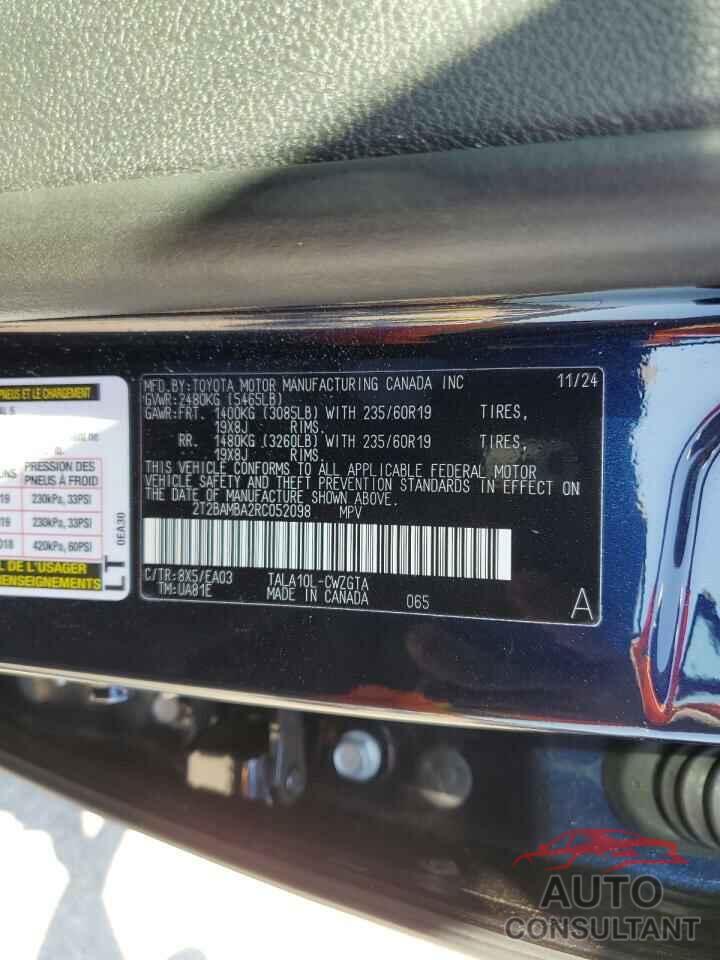 MFD.BY:TOYOTA MOTOR MANUFACTURING CANADA INC 11/24
GVWR:2480KG (5465LB)
GAWR:FRT. 1400KG (3085LB) WITH 235/60R19 TIRES,
19X8J RIMS.
RR. 1480KG (3260LB) WITH 235/60R19 TIRES,
19X8J RIMS.
THIS VEHICLE CONFORMS TO ALL APPLICABLE FEDERAL MOTOR
VEHICLE SAFETY AND THEFT PREVENTION STANDARDS IN EFFECT ON
THE DATE OF MANUFACTURE SHOWN ABOVE.
2T2BAMBA2RC052098 MPV
C/TR:8X5/EA03 TALA10L-CWZGTA
TM:UA81E MADE IN CANADA 065
A
PNEUS ET LE CHARGEMENT
PRESSION DES
PNEUS À FROID
19 230kPa, 33PSI
19 230kPa, 33PSI
018 420kPa, 60PSI
L DE L'USAGER
RENSEIGNEMENTS
LT 0EA30
AUTO
CONSULTANT